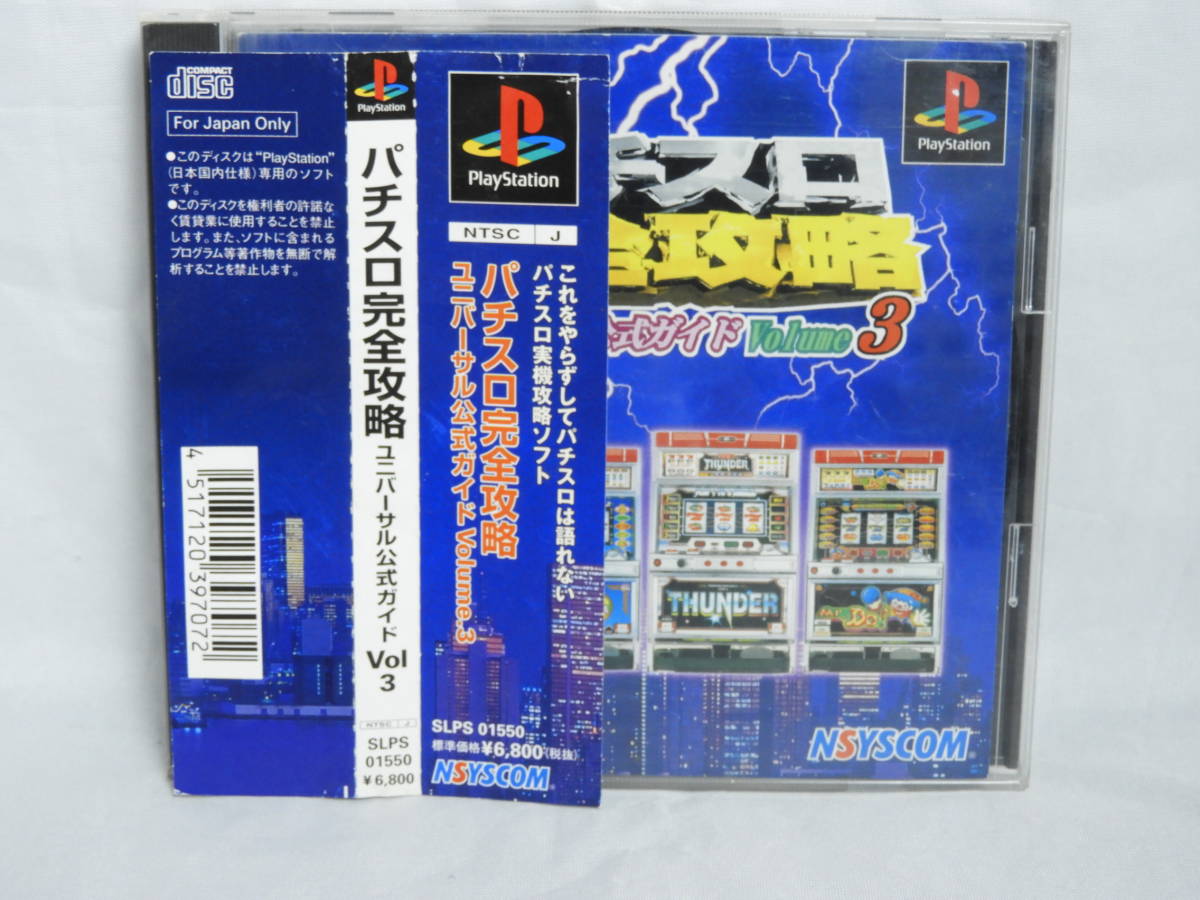 COMPACT
disc
For Japan Only
●このディスクは“PlayStation”
(日本国内仕様)専用のソフト
です。
●このディスクを権利者の許諾な
く賃貸業に使用することを禁止
します。また、ソフトに含まれる
プログラム等著作物を無断で解
析することを禁止します。
4517120397072
PlayStation
パチスロ完全攻略 ユニバーサル公式ガイド Vol 3
NTSC J
SLPS
01550
¥6,800
PlayStation
NTSC J
これをやらずしてパチスロは語れない
パチスロ実機攻略ソフト
パチスロ完全攻略
ユニバーサル公式ガイドVolume.3
SLPS 01550
標準価格¥6,800(税抜)
NSYSCOM
PlayStation
スロ
攻略
公式ガイド Volume 3
THUNDER
THUNDER
NSYSCOM